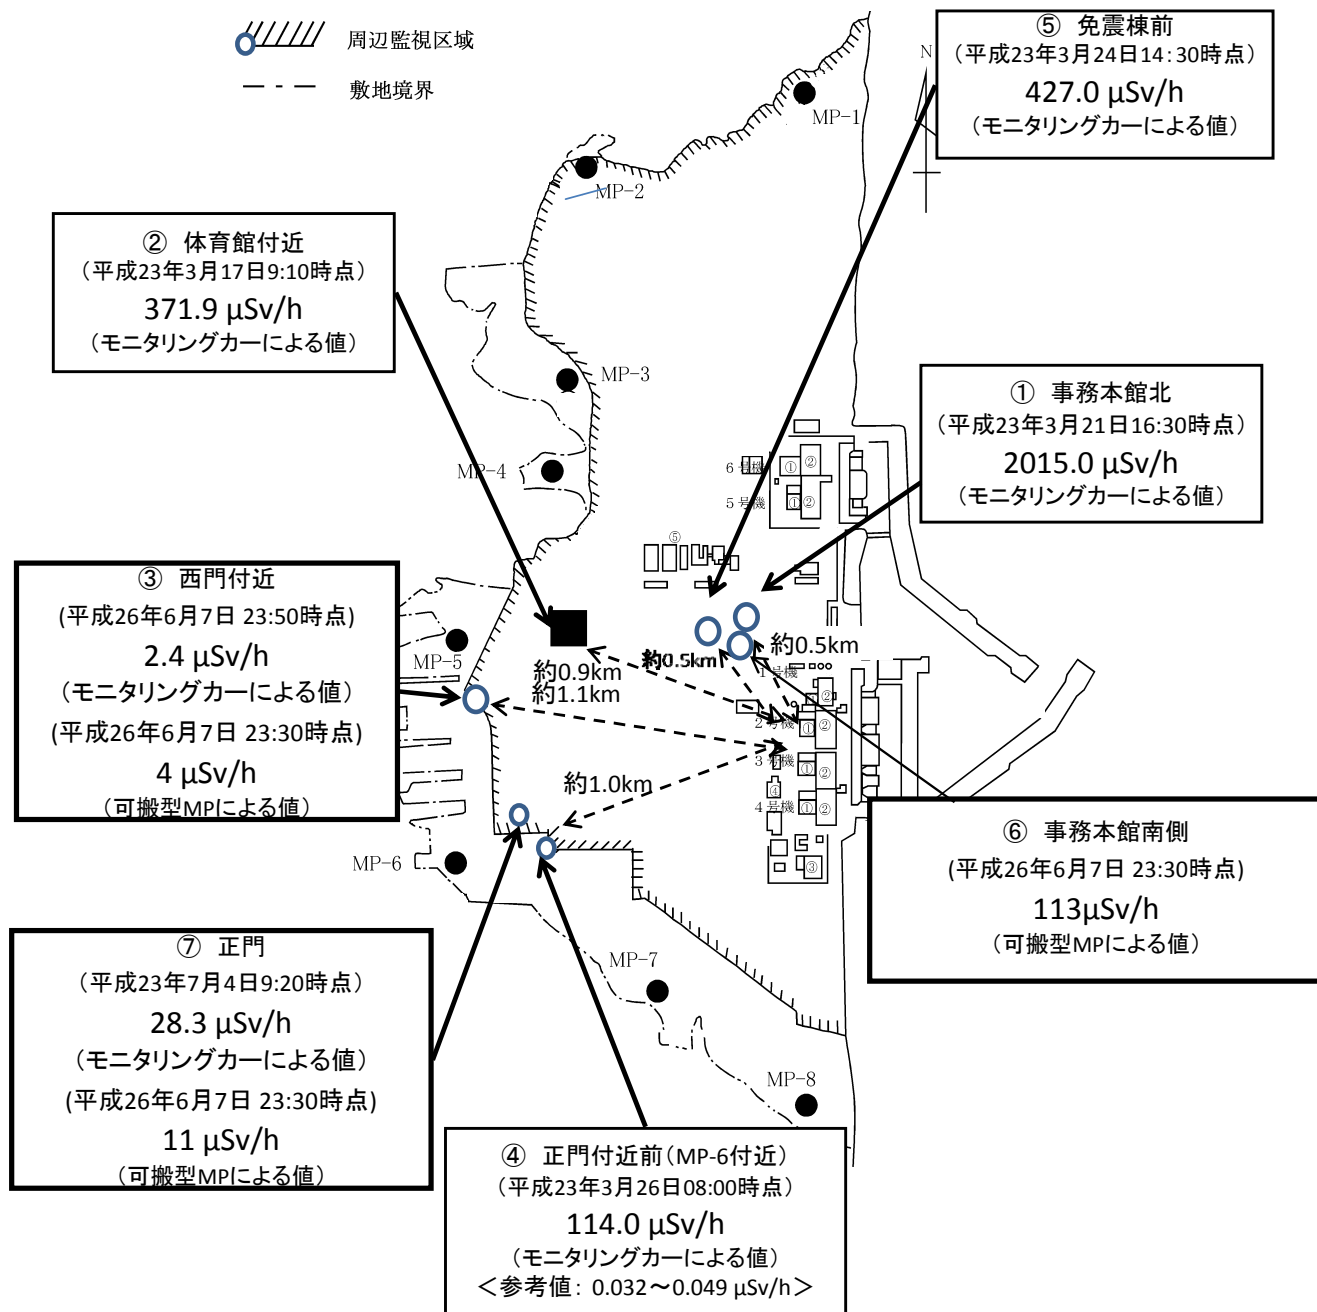 周辺監視区域
敷地境界
⑤ 免震棟前
（平成23年3月24日14:30時点）
427.0 μSv/h
（モニタリングカーによる値）
N
MP-1
MP-2
② 体育館付近
（平成23年3月17日9:10時点）
371.9 μSv/h
（モニタリングカーによる値）
MP-3
① 事務本館北
（平成23年3月21日16:30時点）
2015.0 μSv/h
（モニタリングカーによる値）
MP-4
6号機
① ②
5号機
① ②
⑤
③ 西門付近
(平成26年6月7日 23:50時点)
2.4 μSv/h
（モニタリングカーによる値）
(平成26年6月7日 23:30時点)
4 μSv/h
（可搬型MPによる値）
MP-5
約0.9km
約1.1km
約0.5km
約0.5km
1号機
②
2号機
① ②
3号機
① ②
④
4号機
① ②
③
約1.0km
MP-6
⑥ 事務本館南側
(平成26年6月7日 23:30時点)
113μSv/h
（可搬型MPによる値）
⑦ 正門
（平成23年7月4日9:20時点）
28.3 μSv/h
（モニタリングカーによる値）
(平成26年6月7日 23:30時点)
11 μSv/h
（可搬型MPによる値）
MP-7
MP-8
④ 正門付近前（MP-6付近）
（平成23年3月26日08:00時点）
114.0 μSv/h
（モニタリングカーによる値）
＜参考値: 0.032～0.049 μSv/h＞